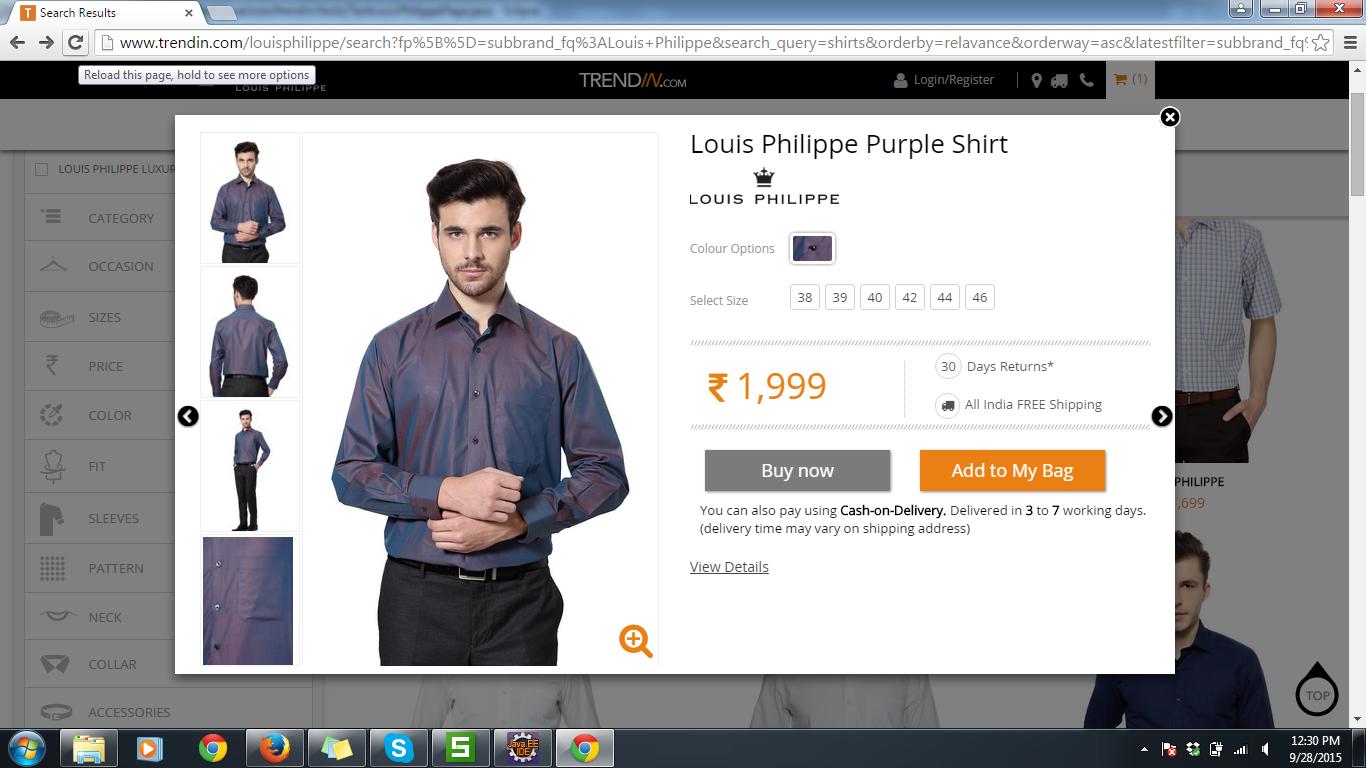 Search Results
www.trendin.com/louisphilippe/search?fp%5B%5D=subbrand_fq%3ALouis+Philippe&search_query=shirts&orderby=relavance&orderway=asc&latestfilter=subbrand_fq%
Reload this page, hold to see more options
LOUIS PHILIPPE
TRENDIN.COM
Login/Register
(1)
LOUIS PHILIPPE LUXUR
CATEGORY
OCCASION
SIZES
PRICE
COLOR
FIT
SLEEVES
PATTERN
NECK
COLLAR
ACCESSORIES
Louis Philippe Purple Shirt
LOUIS PHILIPPE
Colour Options
Select Size 38 39 40 42 44 46
₹ 1,999
30 Days Returns*
All India FREE Shipping
Buy now
Add to My Bag
You can also pay using Cash-on-Delivery. Delivered in 3 to 7 working days.
(delivery time may vary on shipping address)
View Details
PHILIPPE
,699
TOP
Java EE
IDE
12:30 PM
9/28/2015